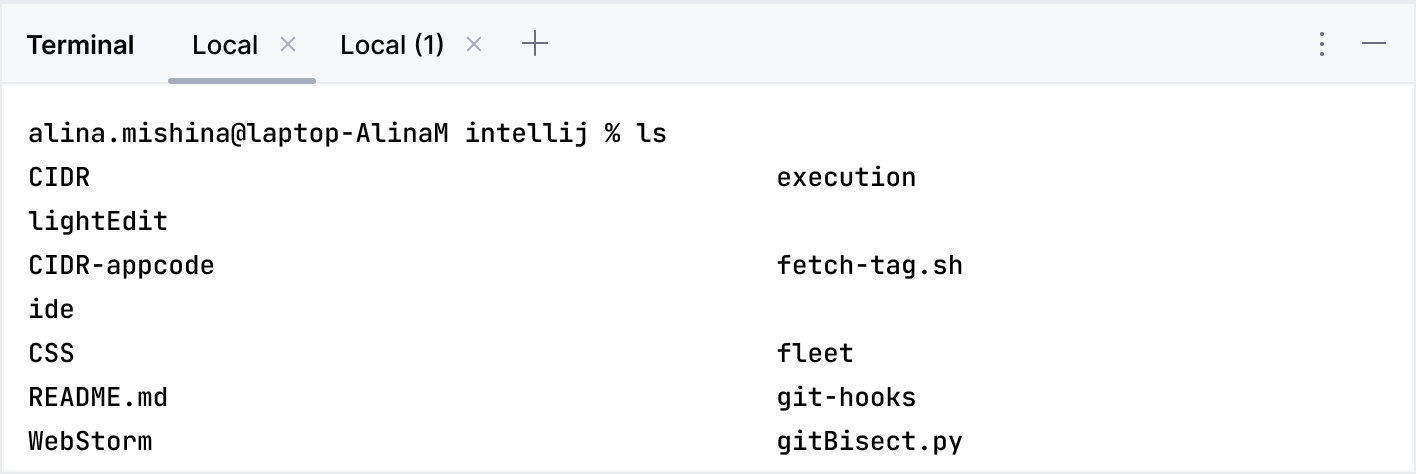 Terminal Local Local (1)
alina.mishina@laptop-AlinaM intellij % ls
CIDR execution
lightEdit
CIDR-appcode fetch-tag.sh
ide
CSS fleet
README.md git-hooks
WebStorm gitBisect.py